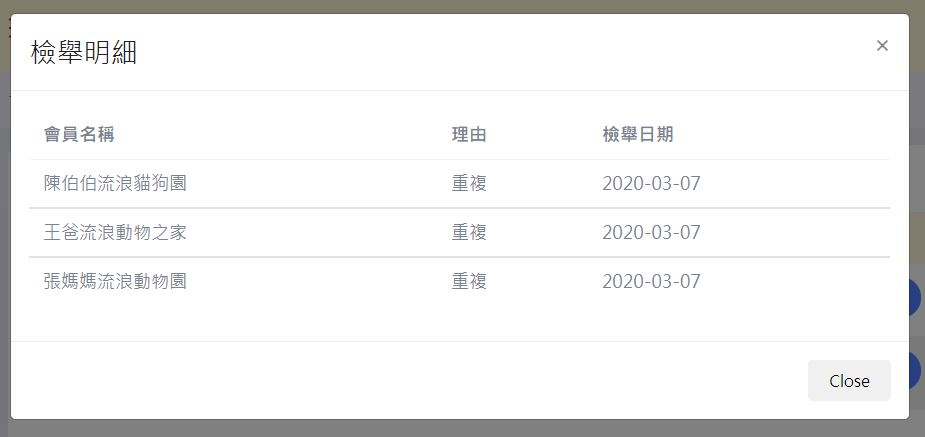 檢舉明細
×
會員名稱 理由 檢舉日期
陳伯伯流浪貓狗園 重複 2020-03-07
王爸流浪動物之家 重複 2020-03-07
張媽媽流浪動物園 重複 2020-03-07
Close